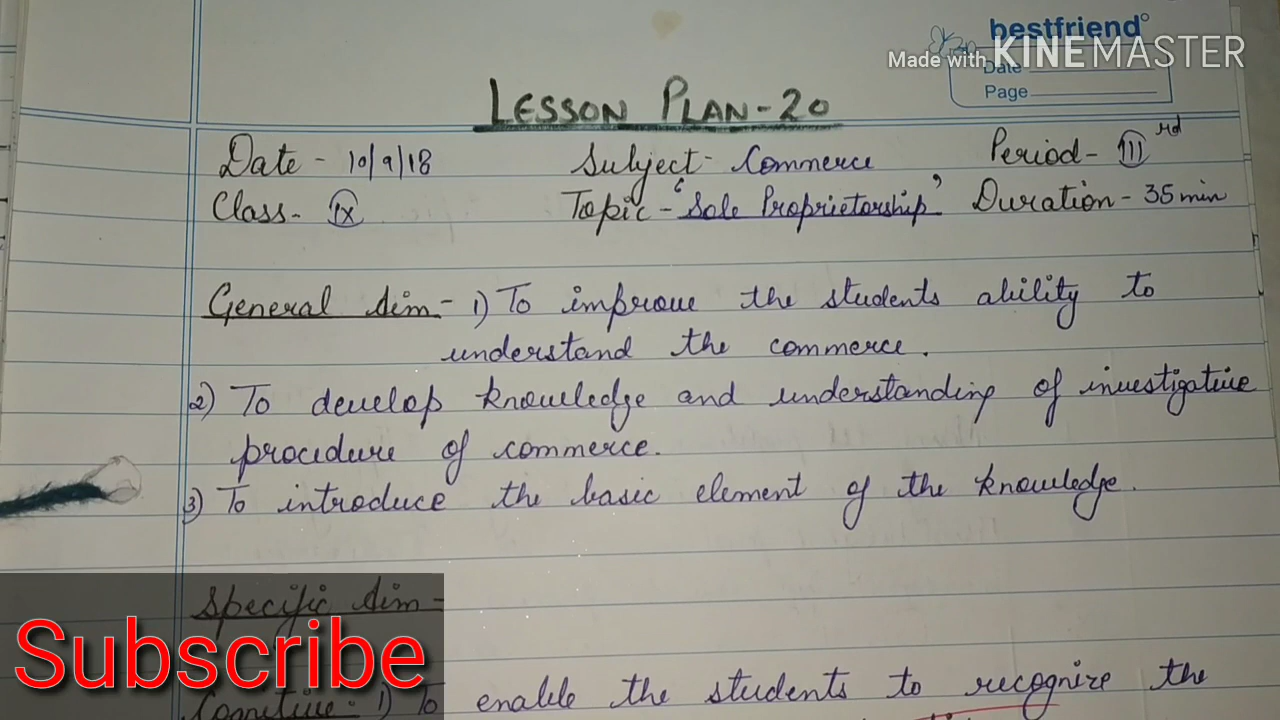 bestfriend
Made with KINEMASTER
Date
Page
LESSON PLAN-20
Date - 10/9/18 Subject- Commerce Period- III rd
Class- IX Topic - 'Sole Proprietorship' Duration - 35 min
General Aim- 1) To improve the students ability to
understand the commerce.
2) To develop knowledge and understanding of investigative
procedure of commerce.
3) To introduce the basic element of the knowledge.
Specific Aim-
Subscribe
Cognitive- 1) To enable the students to recognize the